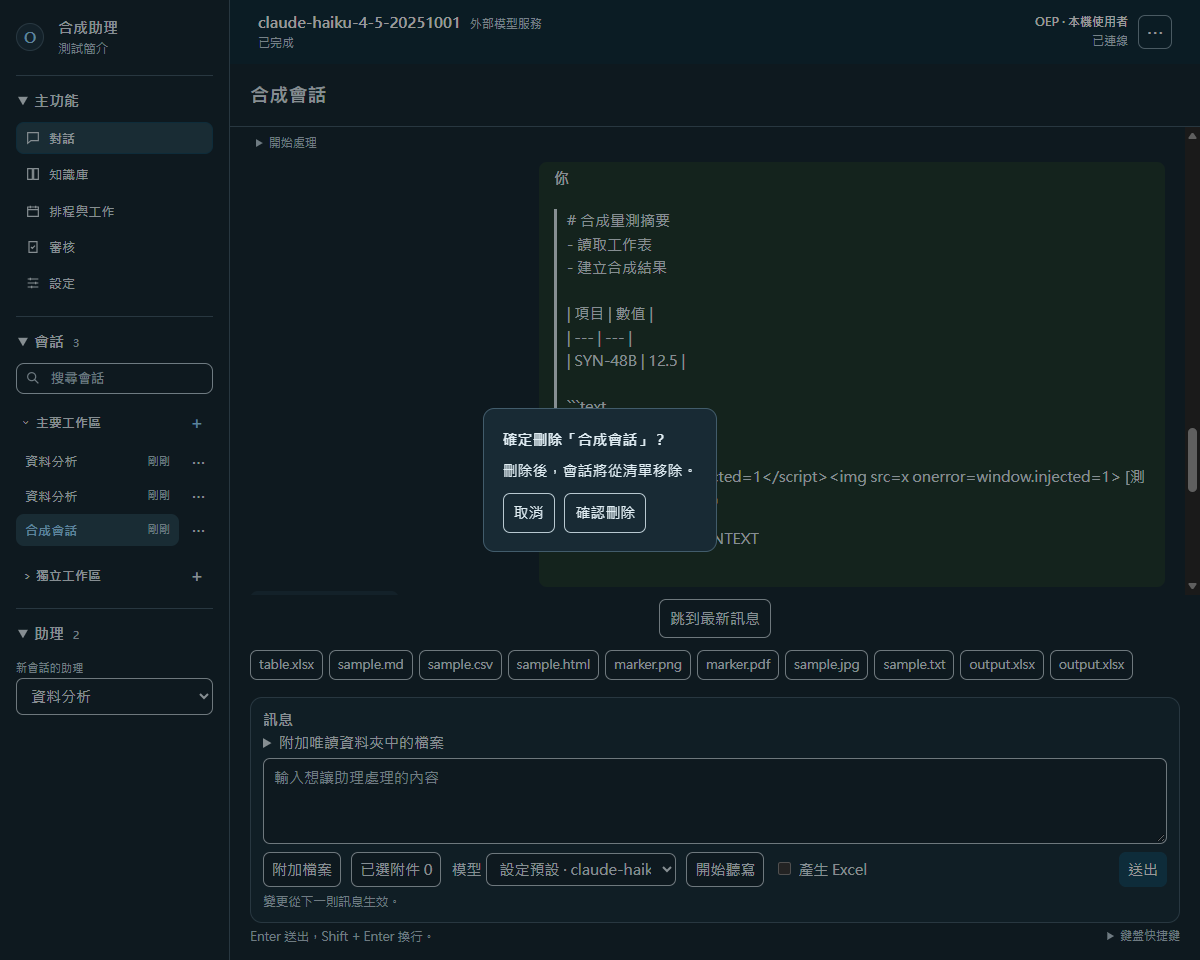 O
合成助理
測試簡介
▼ 主功能
對話
知識庫
排程與工作
審核
設定
▼ 會話 3
搜尋會話
主要工作區 +
資料分析 剛剛 ...
資料分析 剛剛 ...
合成會話 剛剛 ...
獨立工作區 +
▼ 助理 2
新會話的助理
資料分析
claude-haiku-4-5-20251001 外部模型服務
已完成
OEP · 本機使用者
已連線
...
合成會話
▶ 開始處理
你
# 合成量測摘要
- 讀取工作表
- 建立合成結果
| 項目 | 數值 |
| --- | --- |
| SYN-48B | 12.5 |
```text
cted=1</script><img src=x onerror=window.injected=1> [測
NTEXT
確定刪除「合成會話」？
刪除後，會話將從清單移除。
取消 確認刪除
跳到最新訊息
table.xlsx sample.md sample.csv sample.html marker.png marker.pdf sample.jpg sample.txt output.xlsx output.xlsx
訊息
▶ 附加唯讀資料夾中的檔案
輸入想讓助理處理的內容
附加檔案 已選附件 0 模型 設定預設 · claude-haik 開始聽寫 產生 Excel 送出
變更從下一則訊息生效。
Enter 送出，Shift + Enter 換行。
▶ 鍵盤快捷鍵